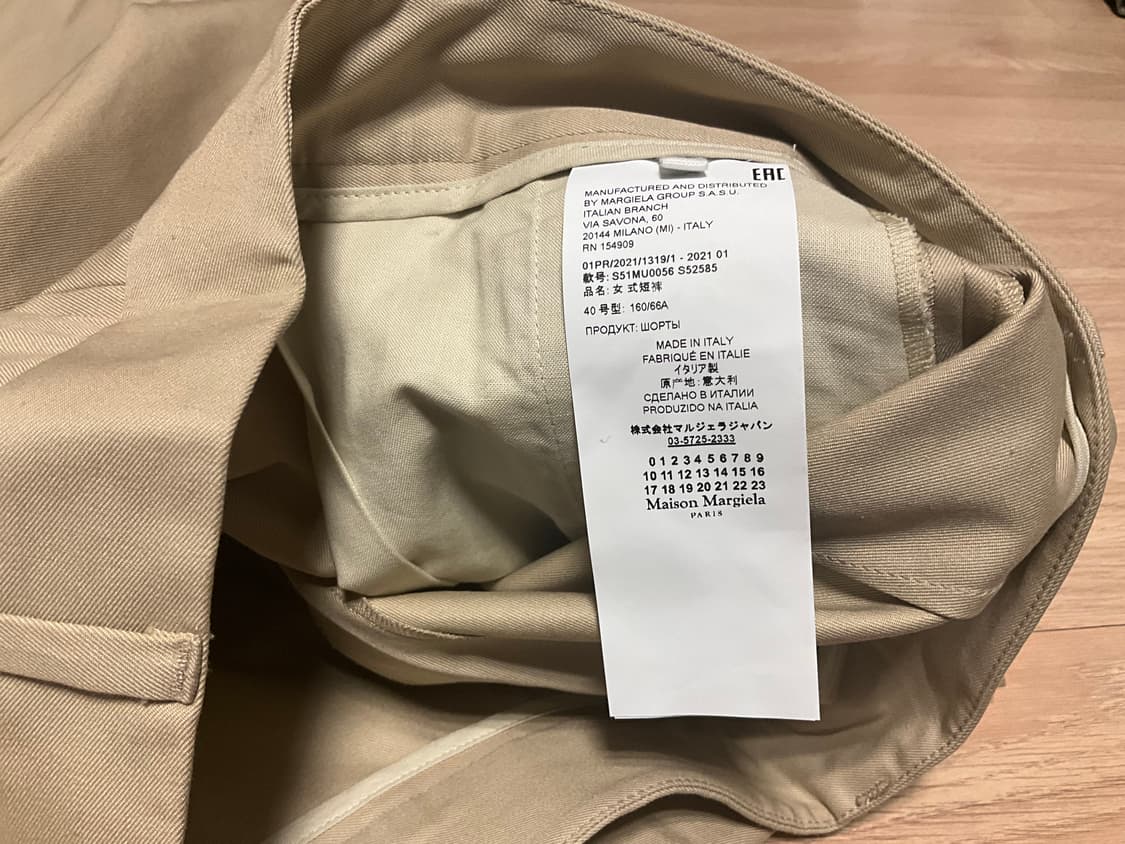 EAC
MANUFACTURED AND DISTRIBUTED
BY MARGIELA GROUP S.A.S.U.
ITALIAN BRANCH
VIA SAVONA, 60
20144 MILANO (MI) - ITALY
RN 154909
01PR/2021/1319/1 - 2021 01
款号: S51MU0056 S52585
品名: 女式短裤
40 号型: 160/66A
ПРОДУКТ: ШОРТЫ
MADE IN ITALY
FABRIQUÉ EN ITALIE
イタリア製
原产地: 意大利
СДЕЛАНО В ИТАЛИИ
PRODUZIDO NA ITALIA
株式会社マルジェラジャパン
03-5725-2333
0 1 2 3 4 5 6 7 8 9
10 11 12 13 14 15 16
17 18 19 20 21 22 23
Maison Margiela
PARIS